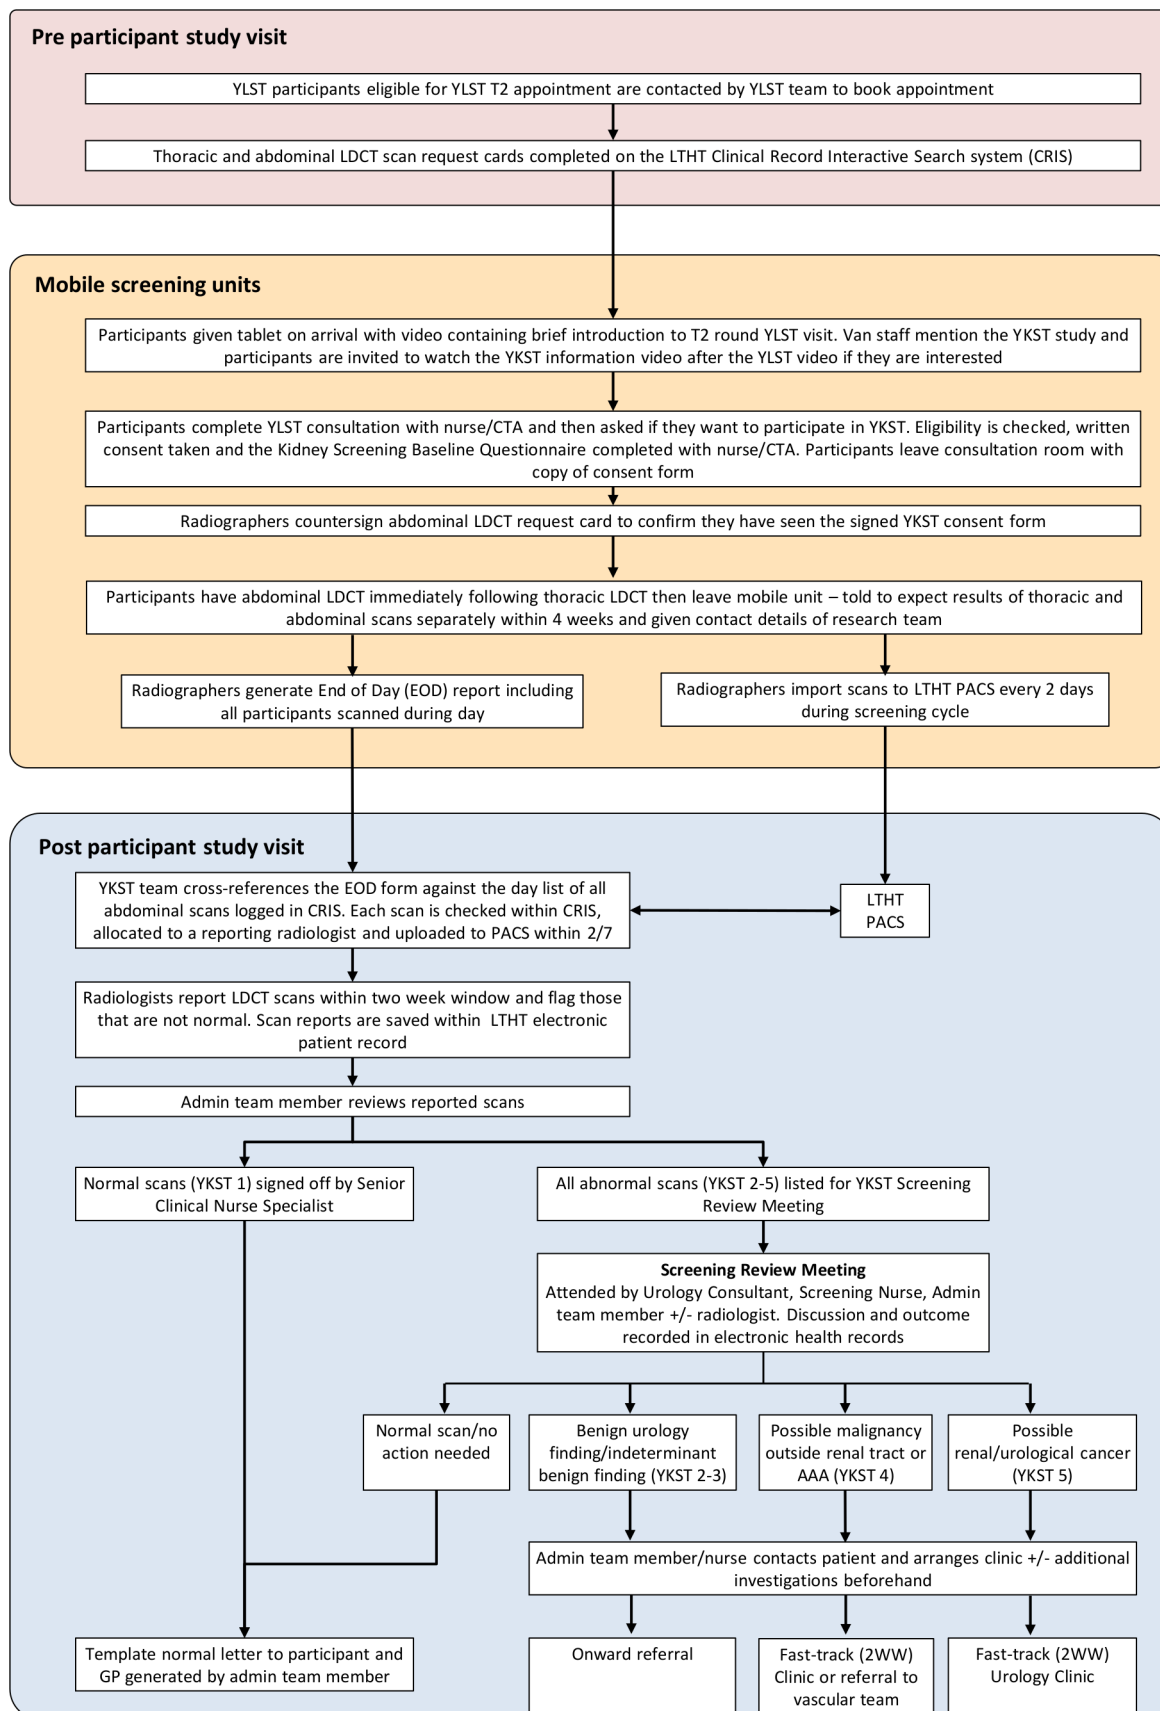 Pre participant study visit
YLST participants eligible for YLST T2 appointment are contacted by YLST team to book appointment
Thoracic and abdominal LDCT scan request cards completed on the LTHT Clinical Record Interactive Search system (CRIS)
Mobile screening units
Participants given tablet on arrival with video containing brief introduction to T2 round YLST visit. Van staff mention the YKST study and
participants are invited to watch the YKST information video after the YLST video if they are interested
Participants complete YLST consultation with nurse/CTA and then asked if they want to participate in YKST. Eligibility is checked, written
consent taken and the Kidney Screening Baseline Questionnaire completed with nurse/CTA. Participants leave consultation room with
copy of consent form
Radiographers countersign abdominal LDCT request card to confirm they have seen the signed YKST consent form
Participants have abdominal LDCT immediately following thoracic LDCT then leave mobile unit – told to expect results of thoracic and
abdominal scans separately within 4 weeks and given contact details of research team
Radiographers generate End of Day (EOD) report including
all participants scanned during day
Radiographers import scans to LTHT PACS every 2 days
during screening cycle
Post participant study visit
YKST team cross-references the EOD form against the day list of all
abdominal scans logged in CRIS. Each scan is checked within CRIS,
allocated to a reporting radiologist and uploaded to PACS within 2/7
LTHT
PACS
Radiologists report LDCT scans within two week window and flag those
that are not normal. Scan reports are saved within LTHT electronic
patient record
Admin team member reviews reported scans
Normal scans (YKST 1) signed off by Senior
Clinical Nurse Specialist
All abnormal scans (YKST 2-5) listed for YKST Screening
Review Meeting
Screening Review Meeting
Attended by Urology Consultant, Screening Nurse, Admin
team member +/- radiologist. Discussion and outcome
recorded in electronic health records
Normal scan/no
action needed
Benign urology
finding/indeterminant
benign finding (YKST 2-3)
Possible malignancy
outside renal tract or
AAA (YKST 4)
Possible
renal/urological cancer
(YKST 5)
Admin team member/nurse contacts patient and arranges clinic +/- additional
investigations beforehand
Template normal letter to participant and
GP generated by admin team member
Onward referral
Fast-track (2WW)
Clinic or referral to
vascular team
Fast-track (2WW)
Urology Clinic